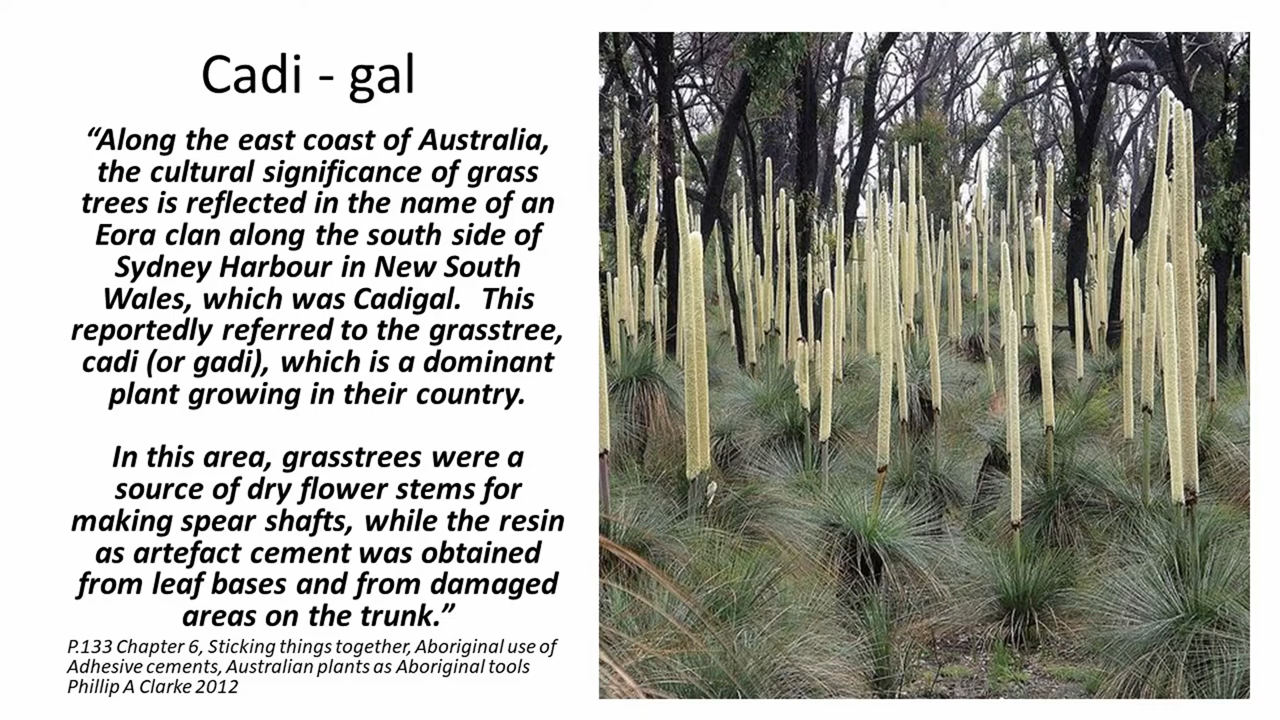 Cadi - gal
“Along the east coast of Australia,
the cultural significance of grass
trees is reflected in the name of an
Eora clan along the south side of
Sydney Harbour in New South
Wales, which was Cadigal.  This
reportedly referred to the grasstree,
cadi (or gadi), which is a dominant
plant growing in their country.
In this area, grasstrees were a
source of dry flower stems for
making spear shafts, while the resin
as artefact cement was obtained
from leaf bases and from damaged
areas on the trunk.”
P.133 Chapter 6, Sticking things together, Aboriginal use of
Adhesive cements, Australian plants as Aboriginal tools
Phillip A Clarke 2012